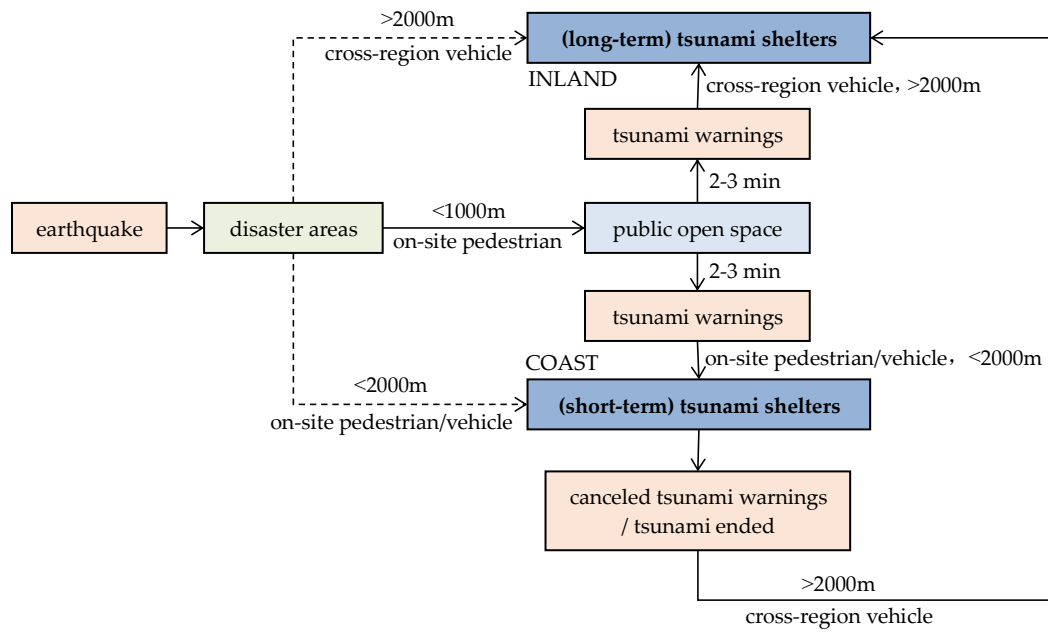 >2000m
cross-region vehicle
(long-term) tsunami shelters
INLAND
cross-region vehicle, >2000m
tsunami warnings
2-3 min
earthquake
disaster areas
<1000m
on-site pedestrian
public open space
2-3 min
tsunami warnings
COAST
on-site pedestrian/vehicle, <2000m
<2000m
on-site pedestrian/vehicle
(short-term) tsunami shelters
canceled tsunami warnings
/ tsunami ended
>2000m
cross-region vehicle